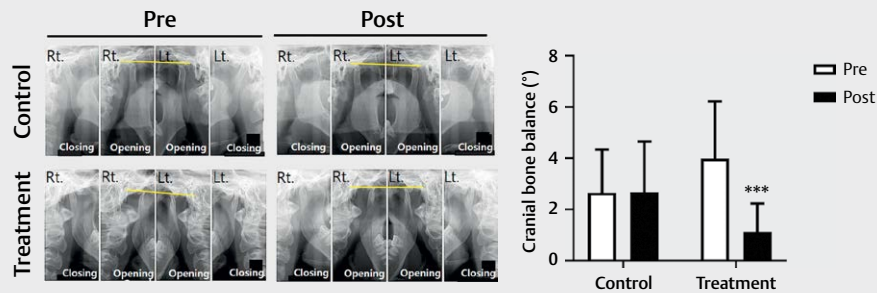 Pre
Post
Control
Rt. Rt. Lt. Lt.
Closing Opening Opening Closing
Rt. Rt. Lt. Lt.
Closing Opening Opening Closing
Treatment
Rt. Rt. Lt. Lt.
Closing Opening Opening Closing
Rt. Rt. Lt. Lt.
Closing Opening Opening Closing
Cranial bone balance (°)
8
6
4
2
0
***
Control
Treatment
Pre
Post